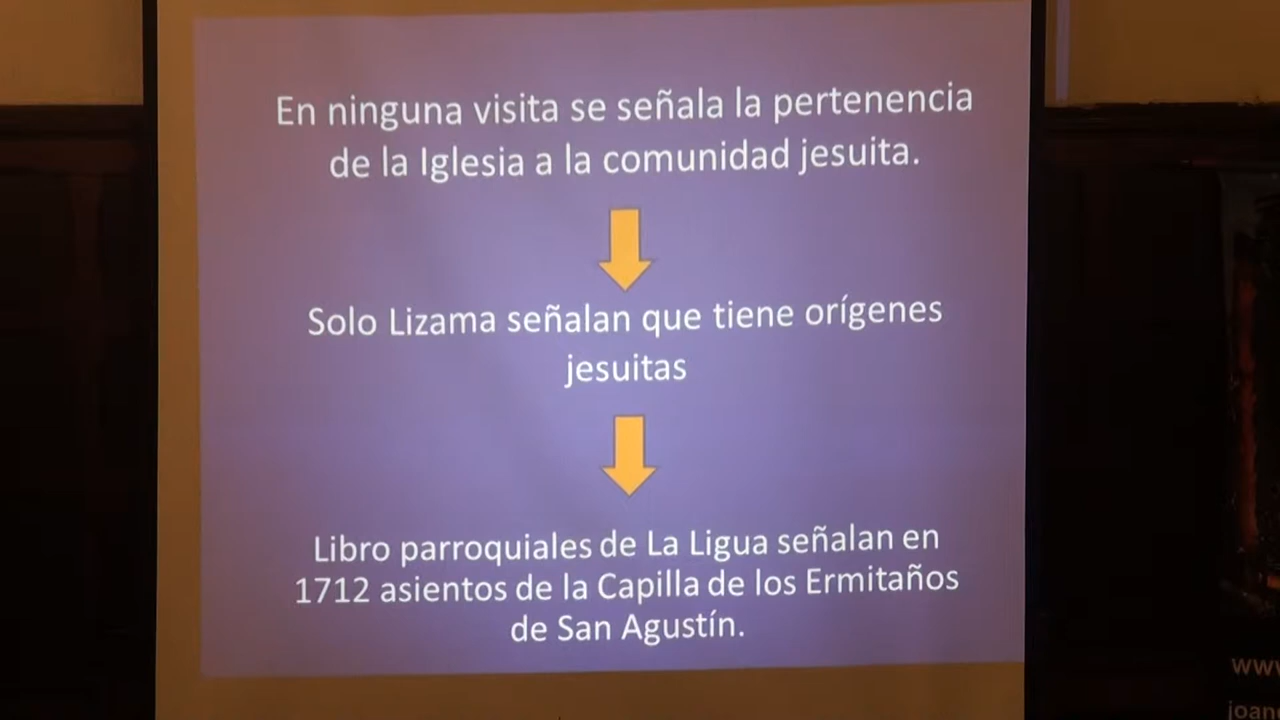 En ninguna visita se señala la pertenencia
de la Iglesia a la comunidad jesuita.
Solo Lizama señalan que tiene orígenes
jesuitas
Libro parroquiales de La Ligua señalan en
1712 asientos de la Capilla de los Ermitaños
de San Agustín.